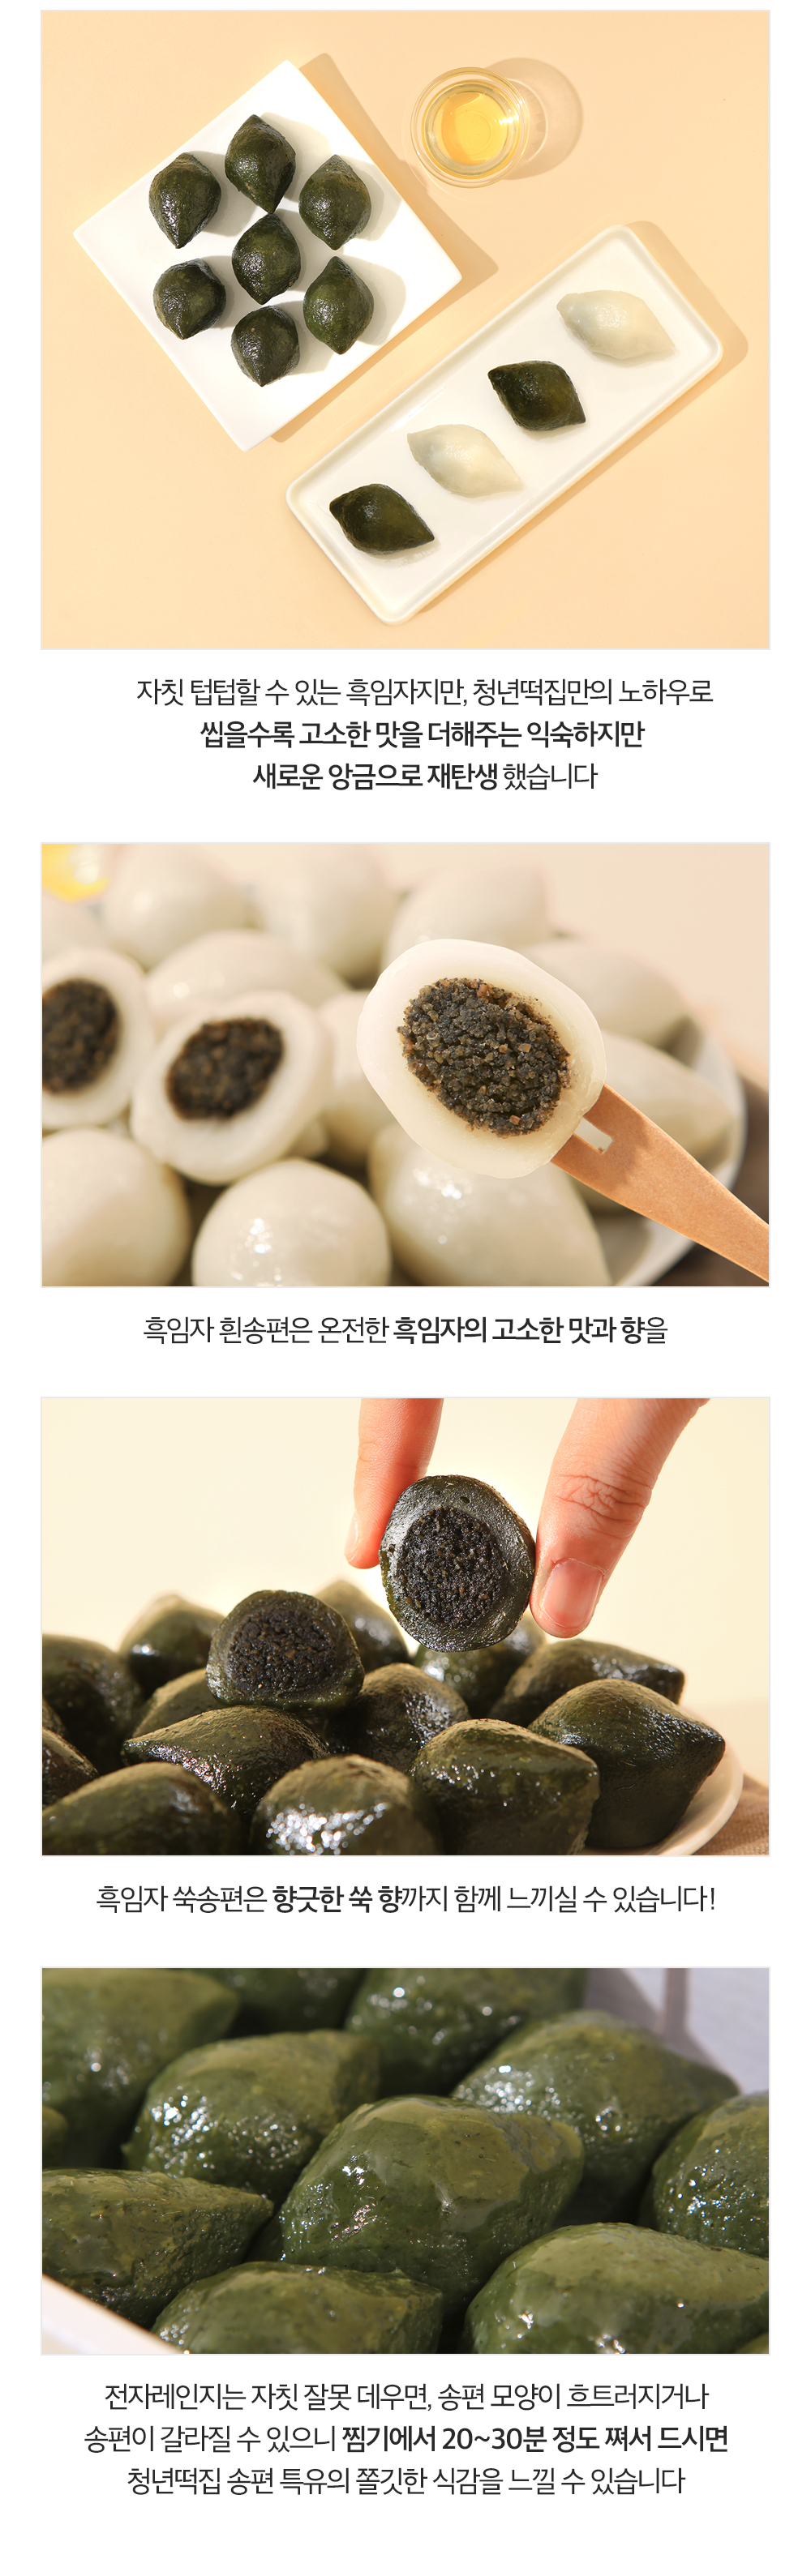 자칫 텁텁할 수 있는 흑임자지만, 청년떡집만의 노하우로
씹을수록 고소한 맛을 더해주는 익숙하지만
새로운 앙금으로 재탄생 했습니다
흑임자 흰송편은 온전한 흑임자의 고소한 맛과 향을
흑임자 쑥송편은 향긋한 쑥 향까지 함께 느끼실 수 있습니다!
전자레인지는 자칫 잘못 데우면, 송편 모양이 흐트러지거나
송편이 갈라질 수 있으니 찜기에서 20~30분 정도 쪄서 드시면
청년떡집 송편 특유의 쫄깃한 식감을 느낄 수 있습니다